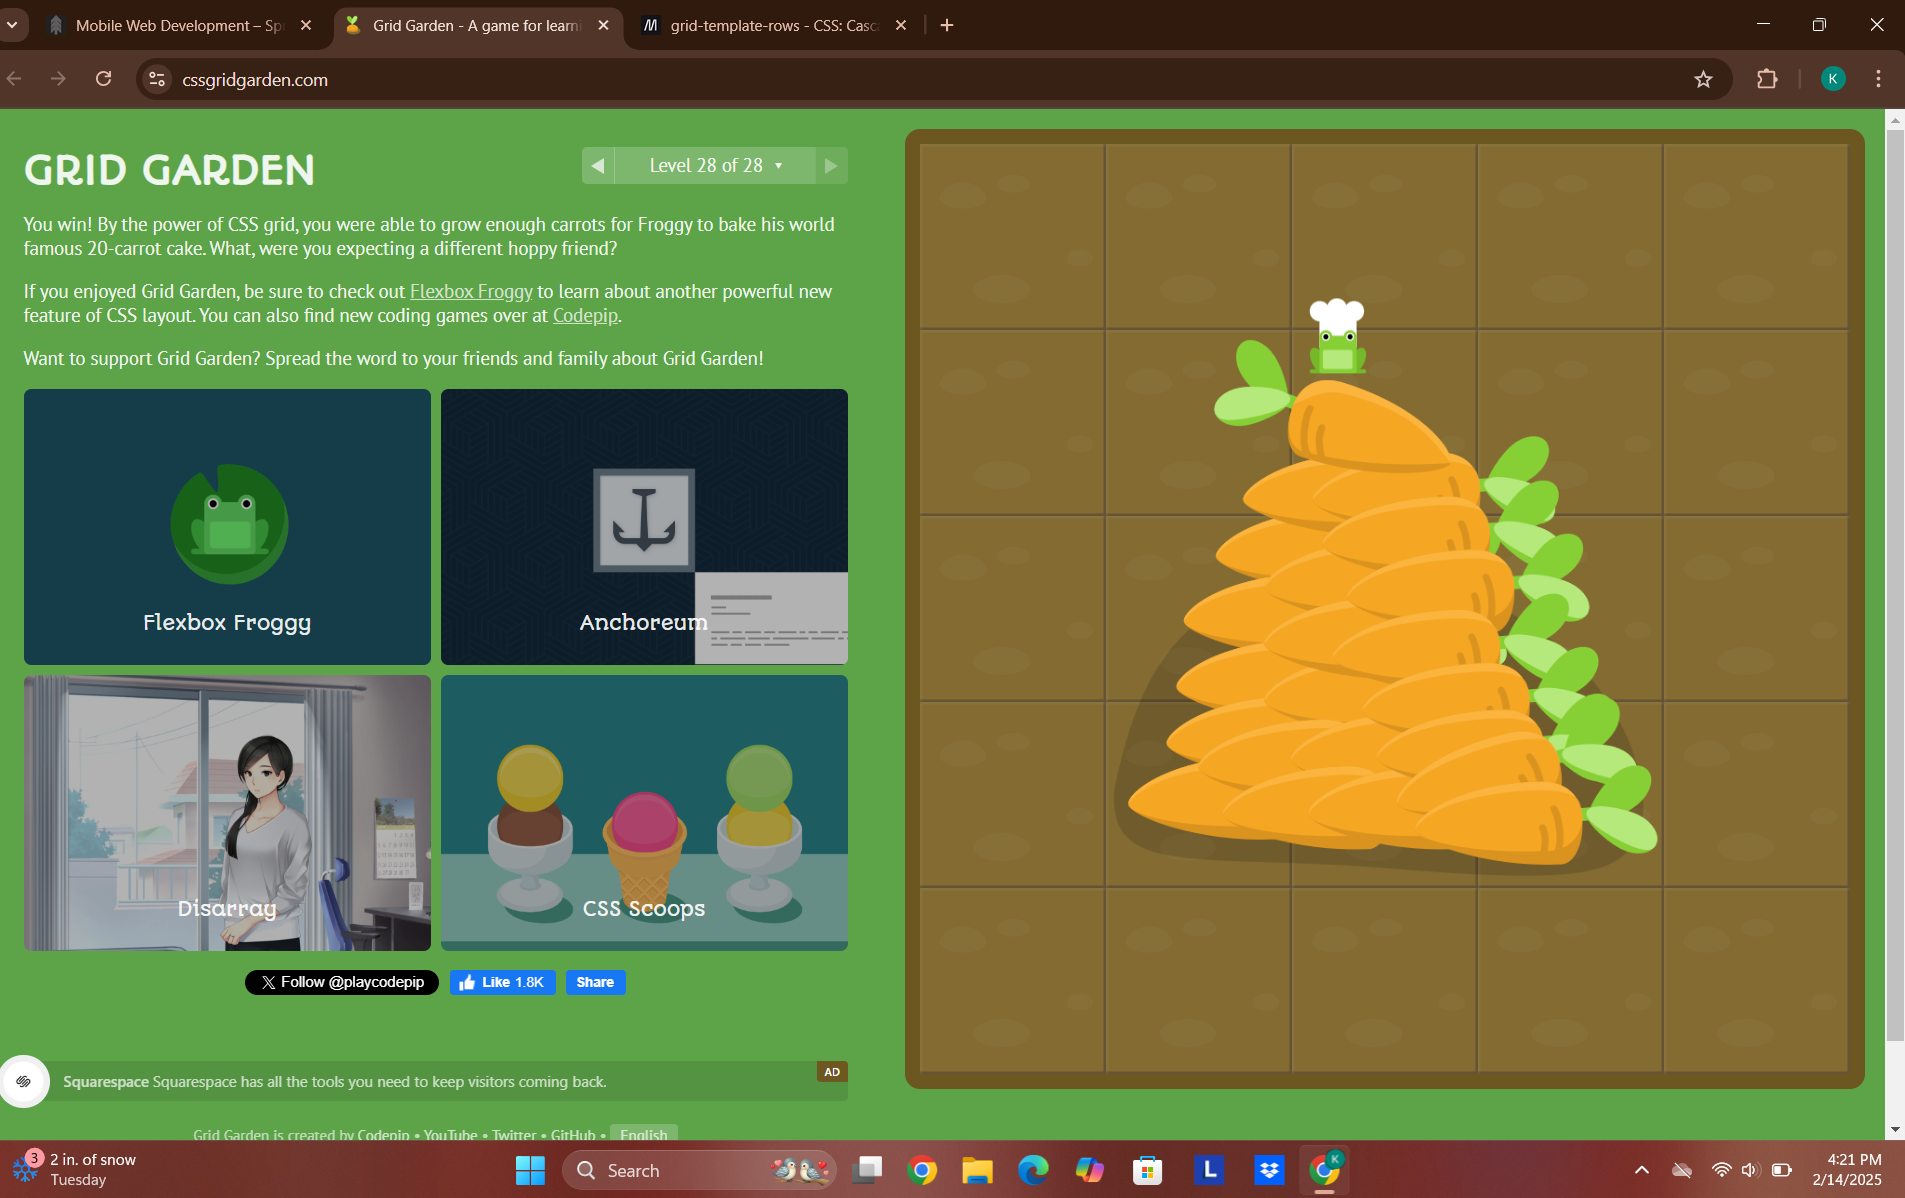 Mobile Web Development – Sp
Grid Garden - A game for learni
grid-template-rows - CSS: Casc
cssgridgarden.com
K
GRID GARDEN
Level 28 of 28
You win! By the power of CSS grid, you were able to grow enough carrots for Froggy to bake his world
famous 20-carrot cake. What, were you expecting a different hoppy friend?
If you enjoyed Grid Garden, be sure to check out Flexbox Froggy to learn about another powerful new
feature of CSS layout. You can also find new coding games over at Codepip.
Want to support Grid Garden? Spread the word to your friends and family about Grid Garden!
Flexbox Froggy
Anchoreum
Disarray
CSS Scoops
Follow @playcodepip
Like 1.8K
Share
Squarespace Squarespace has all the tools you need to keep visitors coming back.
AD
Grid Garden is created by Codepip • YouTube • Twitter • GitHub • English
3
2 in. of snow
Tuesday
Search
L
K
4:21 PM
2/14/2025